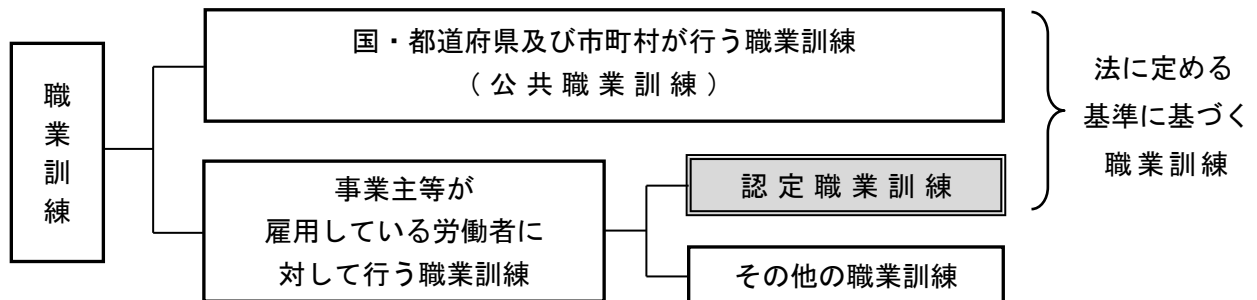 職業訓練
国・都道府県及び市町村が行う職業訓練
（公共職業訓練）
事業主等が
雇用している労働者に
対して行う職業訓練
認定職業訓練
その他の職業訓練
法に定める
基準に基づく
職業訓練